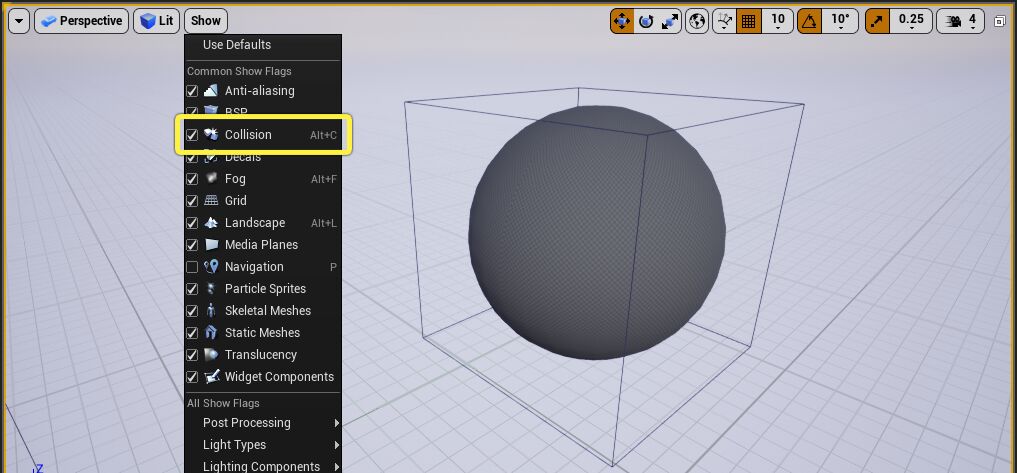 Perspective Lit Show 10 10° 0.25 4
Use Defaults
Common Show Flags
Anti-aliasing
BSP
Collision Alt+C
Decals
Fog Alt+F
Grid
Landscape Alt+L
Media Planes
Navigation P
Particle Sprites
Skeletal Meshes
Static Meshes
Translucency
Widget Components
All Show Flags
Post Processing
Light Types
Lighting Components
Z